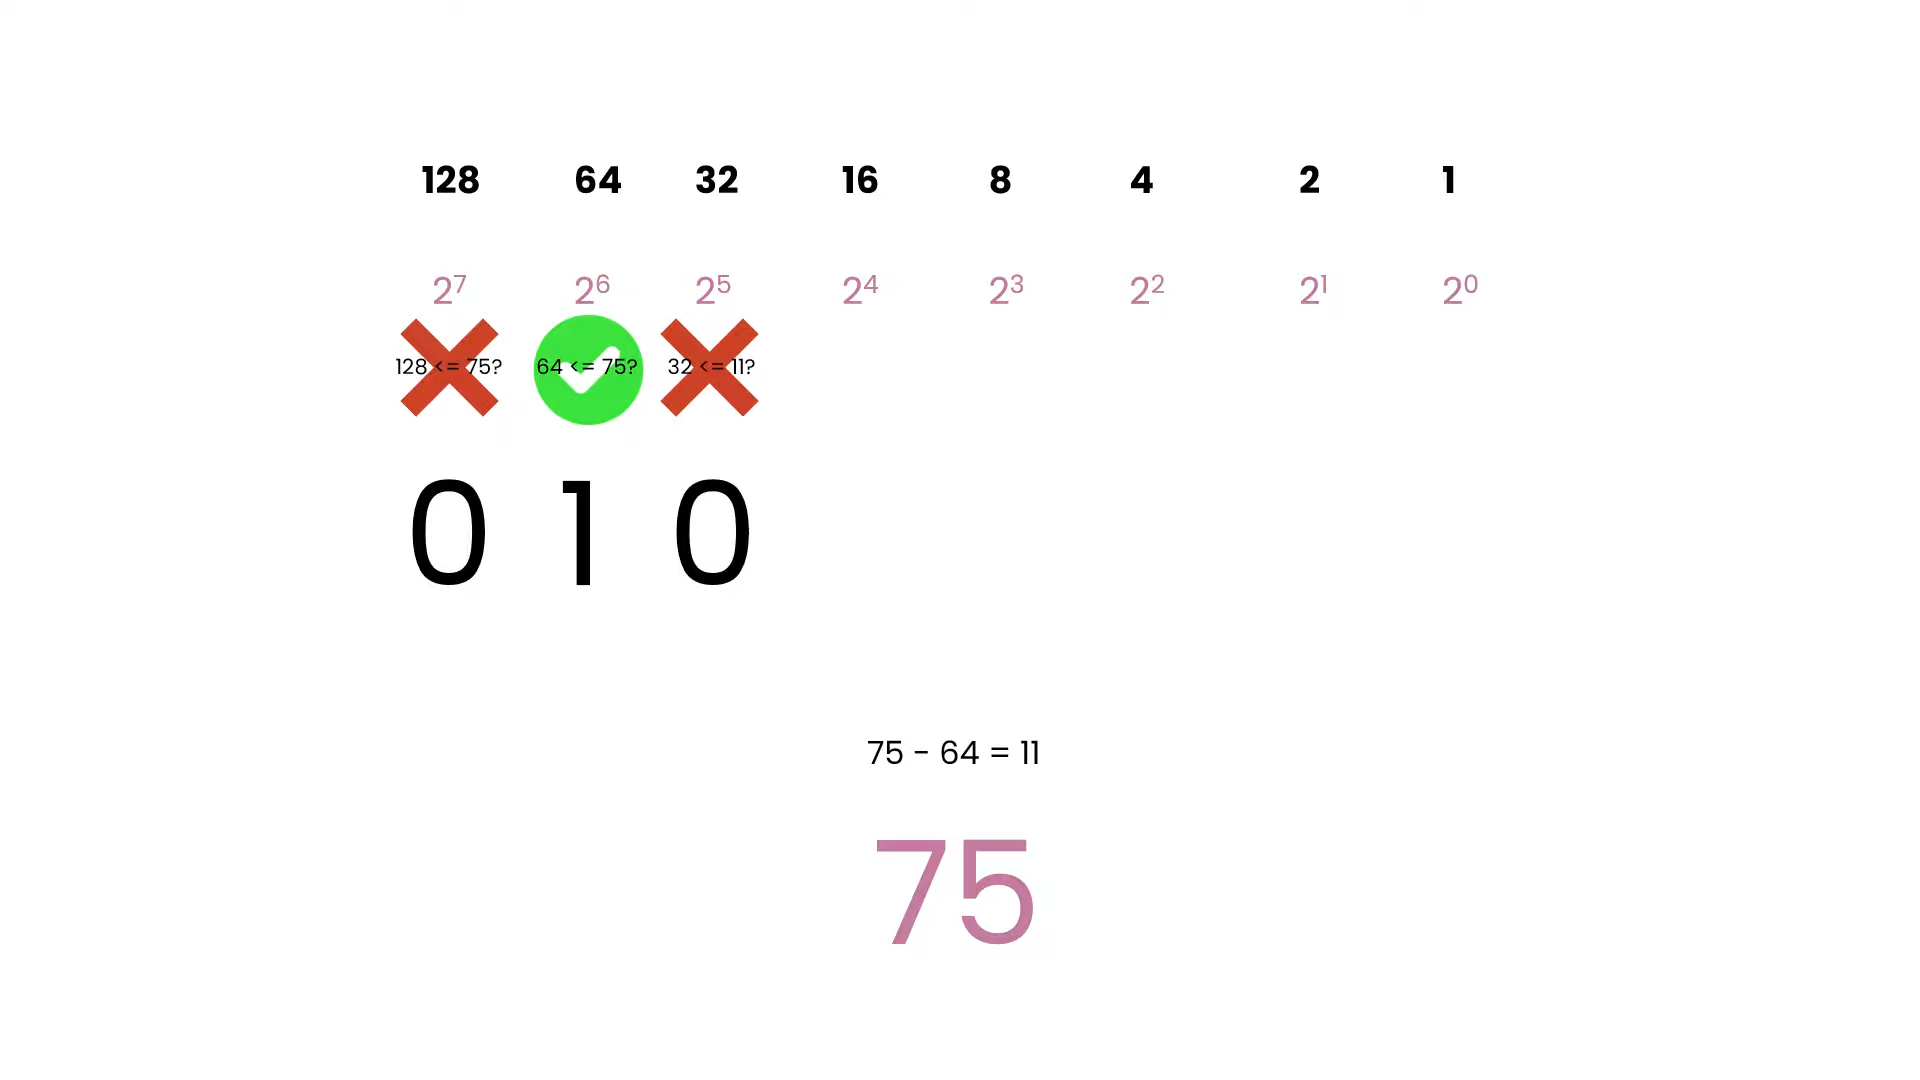 128 64 32 16 8 4 2 1
2⁷ 2⁶ 2⁵ 2⁴ 2³ 2² 2¹ 2⁰
128 <= 75? 64 <= 75? 32 <= 11?
0 1 0
75 - 64 = 11
75